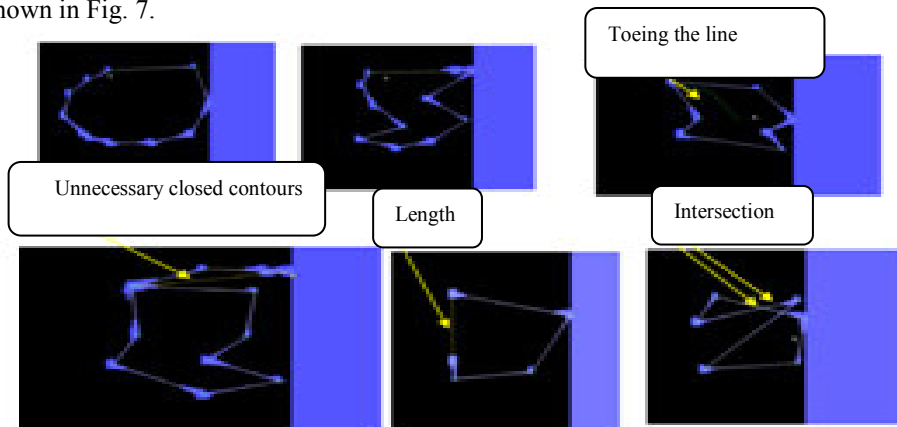 hown in Fig. 7.
Toeing the line
Unnecessary closed contours
Length
Intersection